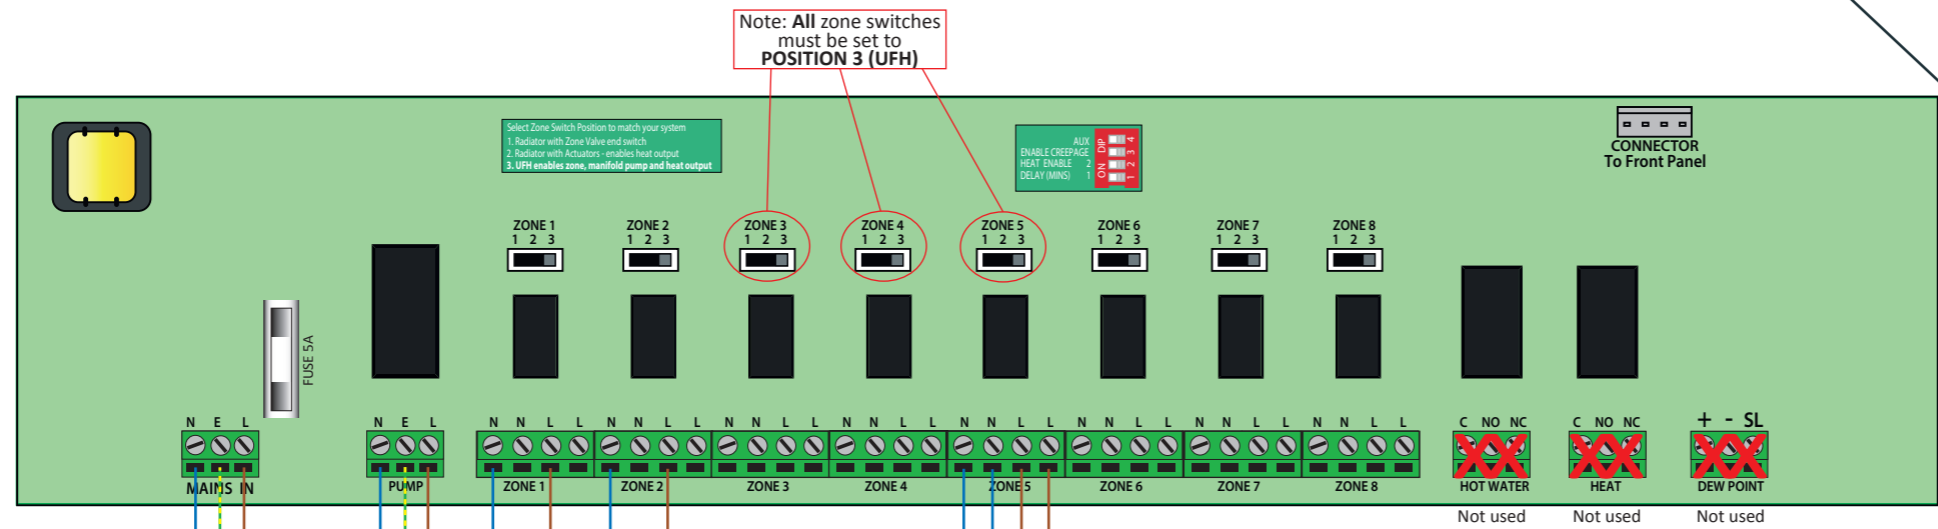 Note: All zone switches
must be set to
POSITION 3 (UFH)
Select Zone Switch Position to match your system
1. Radiator with Zone Valve end switch
2. Radiator with Actuators - enables heat output
3. UFH enables zone, manifold pump and heat output
AUX
ENABLE CREEPAGE
HEAT ENABLE 2
DELAY (MINS) 1
ON DIP
1 2 3 4
CONNECTOR
To Front Panel
ZONE 1
1 2 3
ZONE 2
1 2 3
ZONE 3
1 2 3
ZONE 4
1 2 3
ZONE 5
1 2 3
ZONE 6
1 2 3
ZONE 7
1 2 3
ZONE 8
1 2 3
FUSE 5A
N E L
MAINS IN
N E L
PUMP
N N L L
ZONE 1
N N L L
ZONE 2
N N L L
ZONE 3
N N L L
ZONE 4
N N L L
ZONE 5
N N L L
ZONE 6
N N L L
ZONE 7
N N L L
ZONE 8
C NO NC
HOT WATER
Not used
C NO NC
HEAT
Not used
+ - SL
DEW POINT
Not used